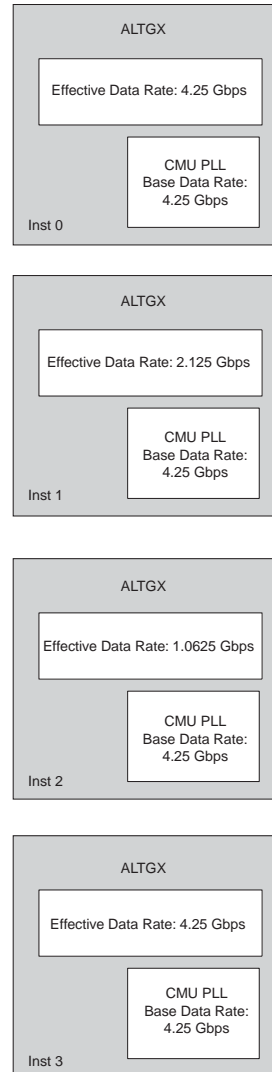 ALTGX
Effective Data Rate: 4.25 Gbps
CMU PLL
Base Data Rate:
4.25 Gbps
Inst 0
ALTGX
Effective Data Rate: 2.125 Gbps
CMU PLL
Base Data Rate:
4.25 Gbps
Inst 1
ALTGX
Effective Data Rate: 1.0625 Gbps
CMU PLL
Base Data Rate:
4.25 Gbps
Inst 2
ALTGX
Effective Data Rate: 4.25 Gbps
CMU PLL
Base Data Rate:
4.25 Gbps
Inst 3